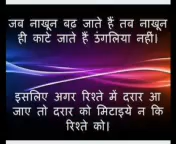 जब नाखून बढ जाते हैं तब नाखून
ही काटे जाते हैं उंगलिया नहीं।
इसलिए अगर रिश्ते में दरार आ
जाए तो दरार को मिटाइये न कि
रिश्ते को।